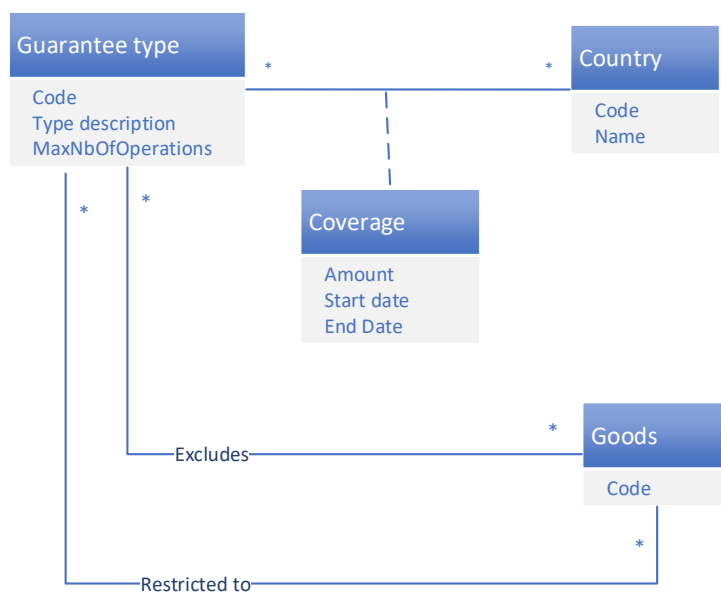 Guarantee type
Code
Type description
MaxNbOfOperations
*
*
Country
Code
Name
*
*
Coverage
Amount
Start date
End Date
Excludes
*
Goods
Code
*
Restricted to